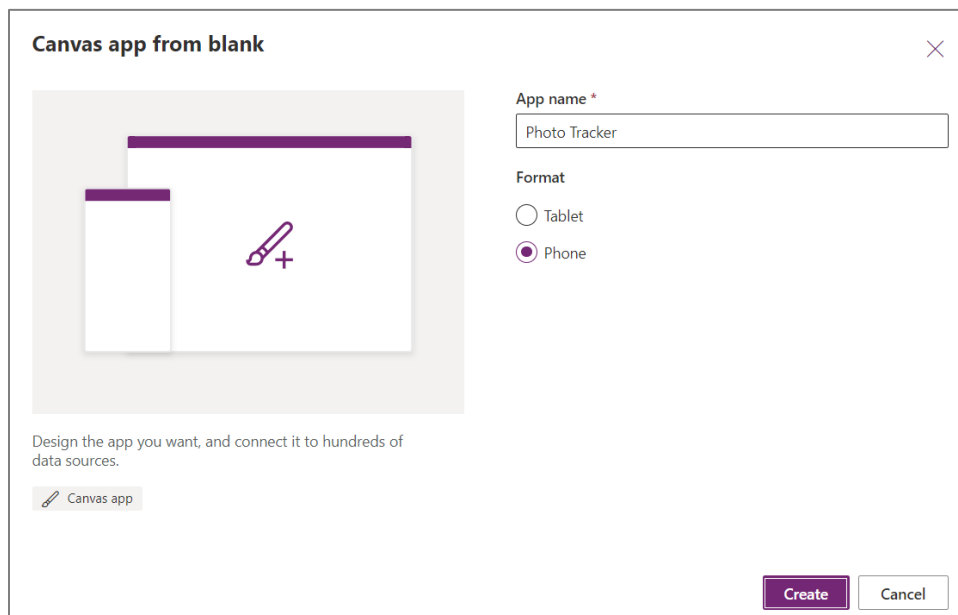 Canvas app from blank
App name *
Photo Tracker
Format
Tablet
Phone
Design the app you want, and connect it to hundreds of
data sources.
Canvas app
Create
Cancel